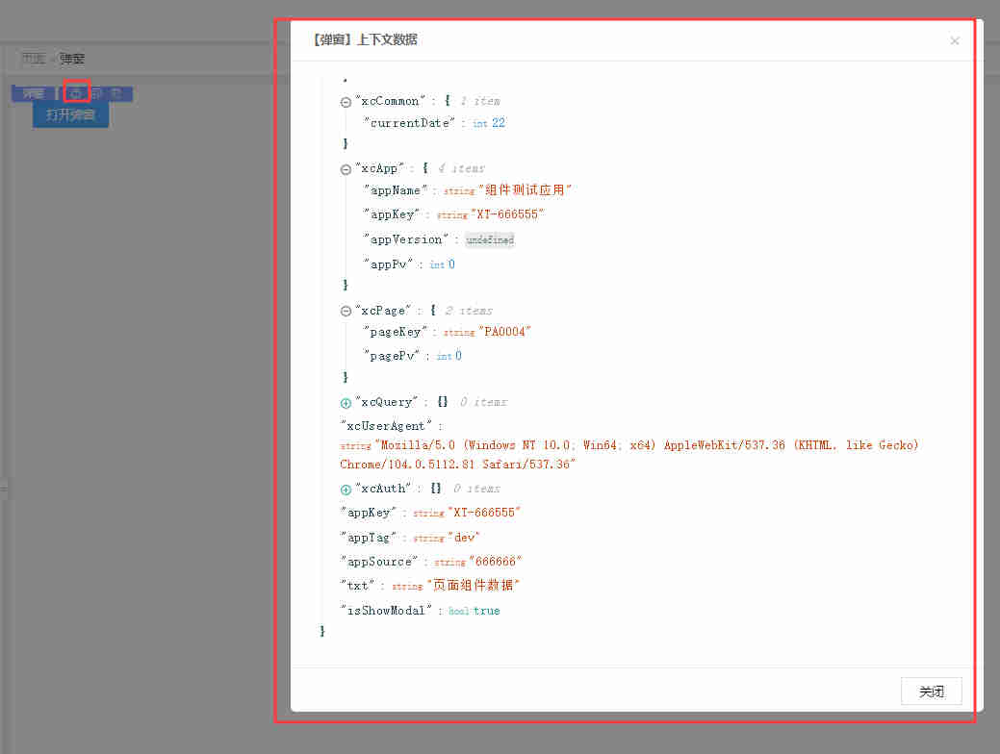 【弹窗】上下文数据
页面 > 弹窗
弹窗
打开弹窗
"xcCommon" : { 1 item
"currentDate" : int 22
}
"xcApp" : { 4 items
"appName" : string "组件测试应用"
"appKey" : string "XT-666555"
"appVersion" : undefined
"appPv" : int 0
}
"xcPage" : { 2 items
"pageKey" : string "PA0004"
"pagePv" : int 0
}
"xcQuery" : {} 0 items
"xcUserAgent" :
string "Mozilla/5.0 (Windows NT 10.0; Win64; x64) AppleWebKit/537.36 (KHTML, like Gecko)
Chrome/104.0.5112.81 Safari/537.36"
"xcAuth" : {} 0 items
"appKey" : string "XT-666555"
"appTag" : string "dev"
"appSource" : string "666666"
"txt" : string "页面组件数据"
"isShowModal" : bool true
}
关闭